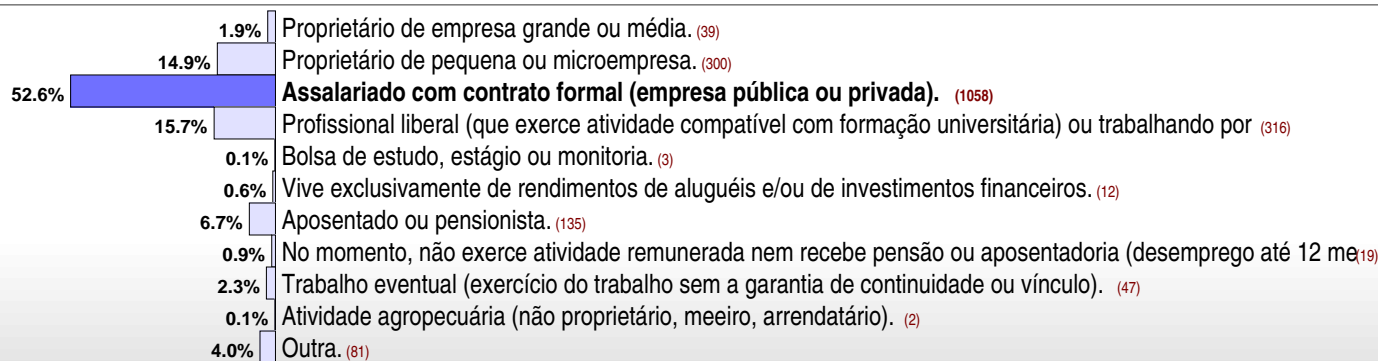 1.9% Proprietário de empresa grande ou média. (39)
14.9% Proprietário de pequena ou microempresa. (300)
52.6% Assalariado com contrato formal (empresa pública ou privada). (1058)
15.7% Profissional liberal (que exerce atividade compatível com formação universitária) ou trabalhando por (316)
0.1% Bolsa de estudo, estágio ou monitoria. (3)
0.6% Vive exclusivamente de rendimentos de aluguéis e/ou de investimentos financeiros. (12)
6.7% Aposentado ou pensionista. (135)
0.9% No momento, não exerce atividade remunerada nem recebe pensão ou aposentadoria (desemprego até 12 me (19)
2.3% Trabalho eventual (exercício do trabalho sem a garantia de continuidade ou vínculo). (47)
0.1% Atividade agropecuária (não proprietário, meeiro, arrendatário). (2)
4.0% Outra. (81)